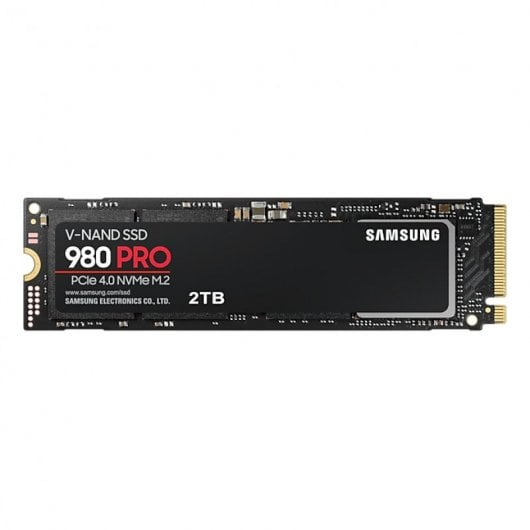 V-NAND SSD
980 PRO
PCIe 4.0 NVMe M.2
www.samsung.com/ssd
SAMSUNG ELECTRONICS CO., LTD.
2TB
SAMSUNG